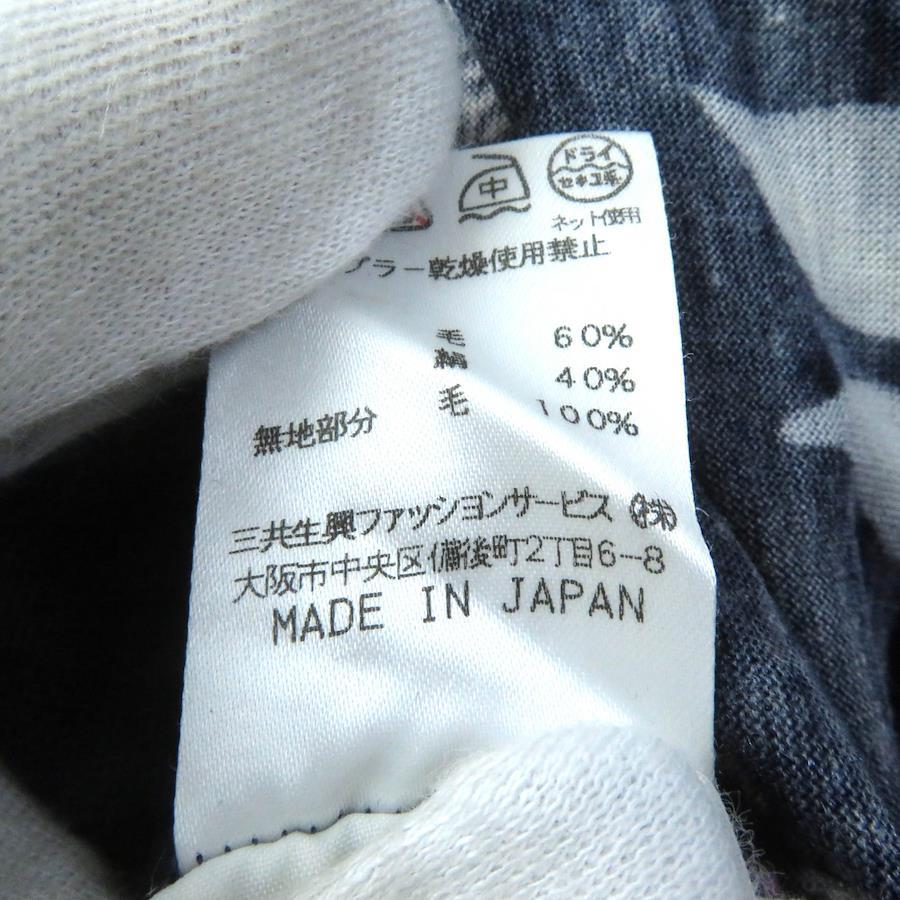 中
ドライ
セキユ系
ネット使用
ブラー乾燥使用禁止
毛 60%
絹 40%
無地部分 毛 100%
三共生興ファッションサービス (株)
大阪市中央区備後町2丁目6-8
MADE IN JAPAN